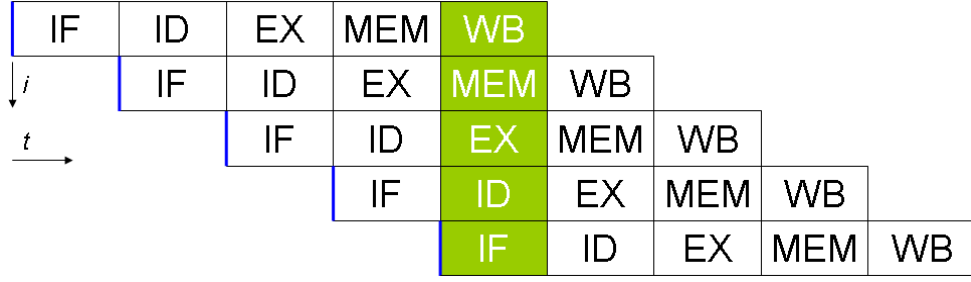 IF ID EX MEM WB
i IF ID EX MEM WB
t IF ID EX MEM WB
IF ID EX MEM WB
IF ID EX MEM WB